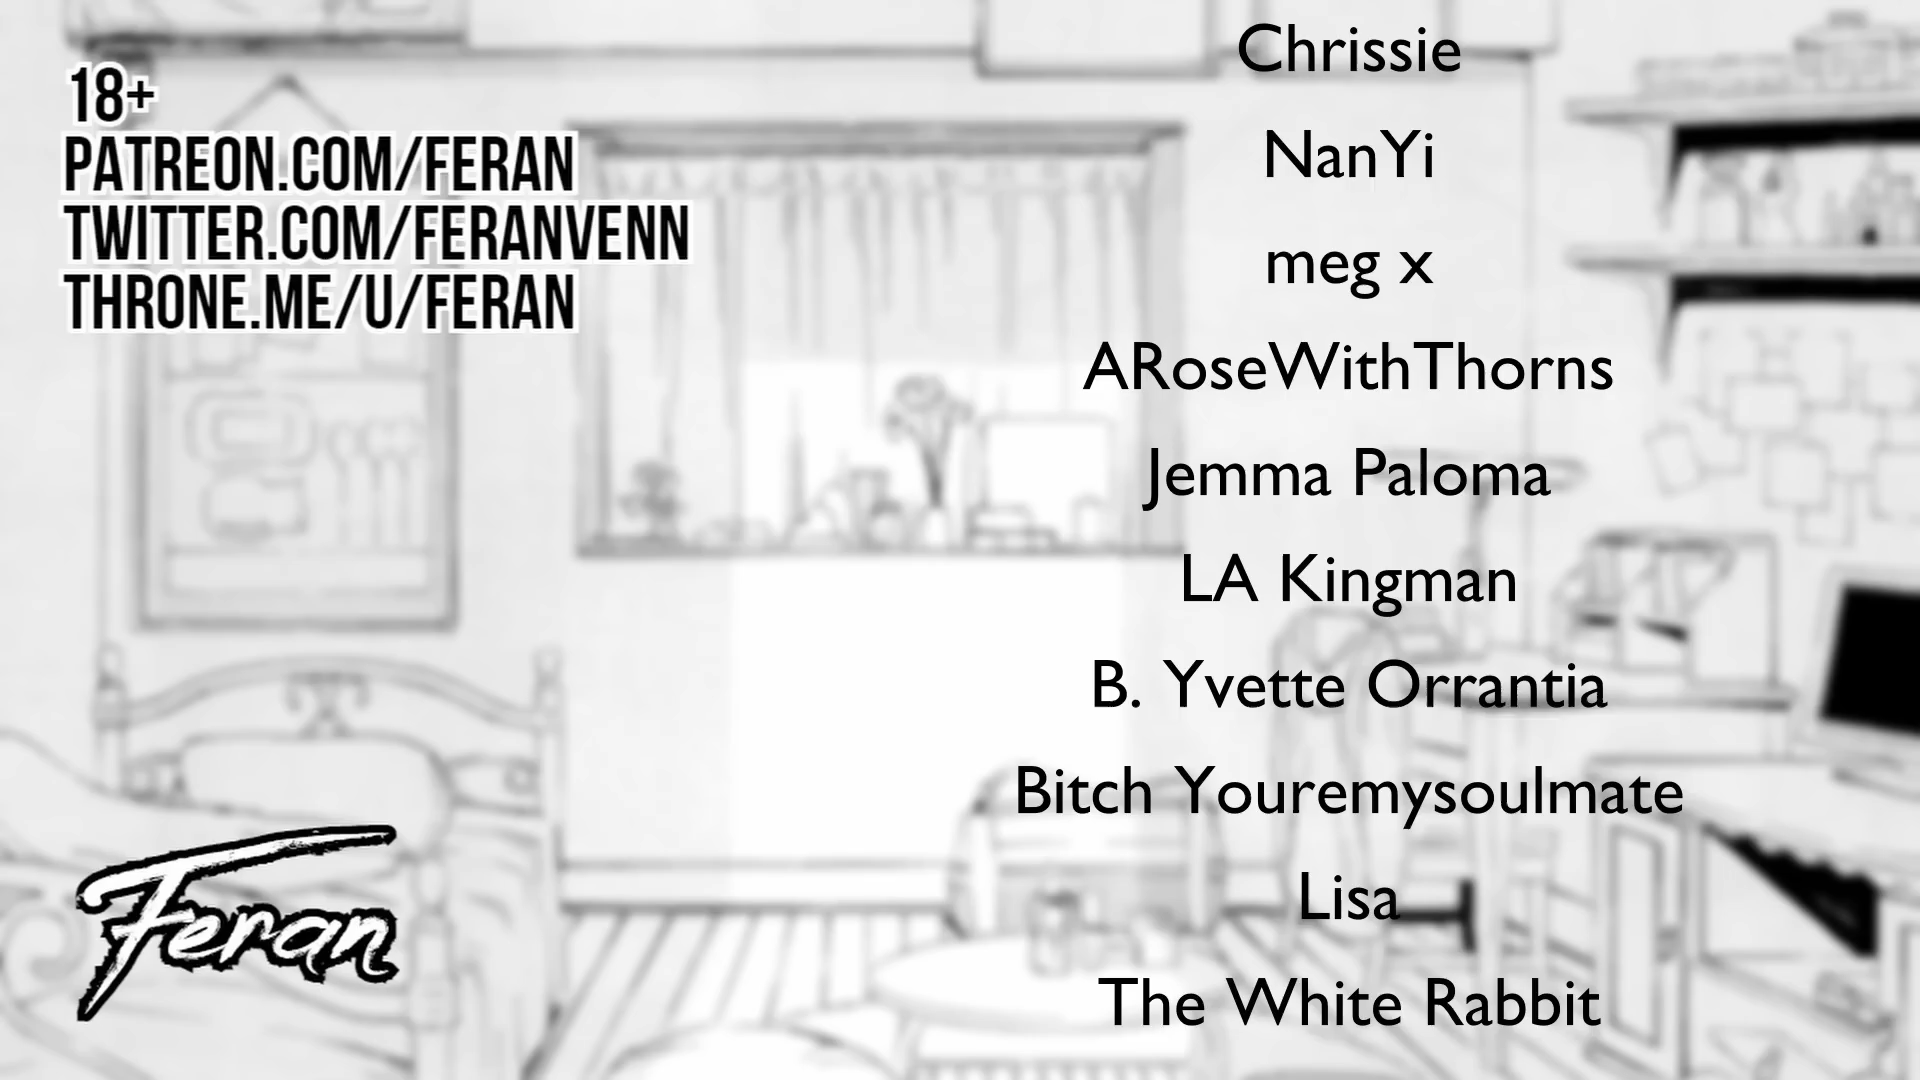 18+
PATREON.COM/FERAN
TWITTER.COM/FERANVENN
THRONE.ME/U/FERAN
Feran
Chrissie
NanYi
meg x
ARoseWithThorns
Jemma Paloma
LA Kingman
B. Yvette Orrantia
Bitch Youremysoulmate
Lisa
The White Rabbit